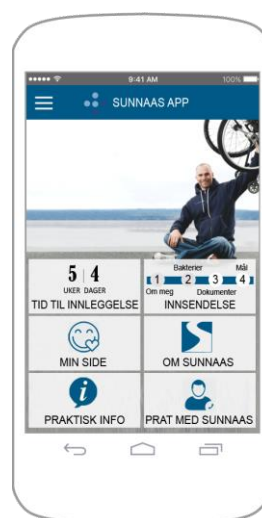 9:41 AM 100%
SUNNAAS APP
5 | 4
UKER DAGER
TID TIL INNLEGGELSE
Bakterier Mål
1 2 3 4
Om meg Dokumenter
INNSENDELSE
MIN SIDE
OM SUNNAAS
PRAKTISK INFO
PRAT MED SUNNAAS